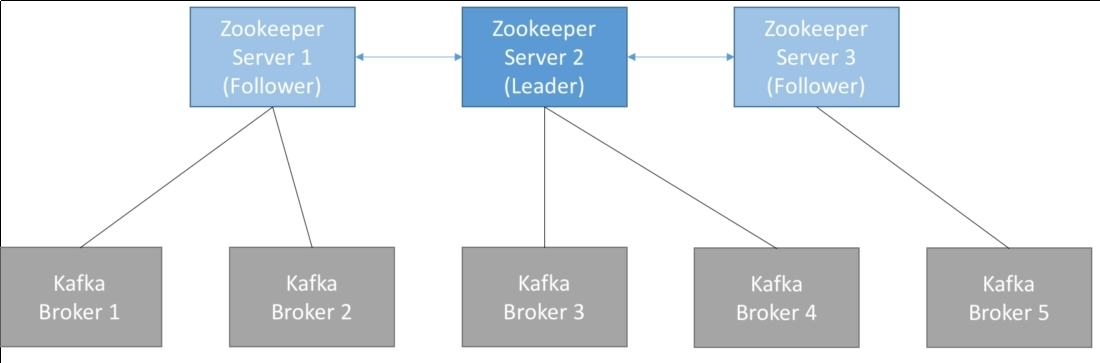 Zookeeper
Server 1
(Follower)
Zookeeper
Server 2
(Leader)
Zookeeper
Server 3
(Follower)
Kafka
Broker 1
Kafka
Broker 2
Kafka
Broker 3
Kafka
Broker 4
Kafka
Broker 5